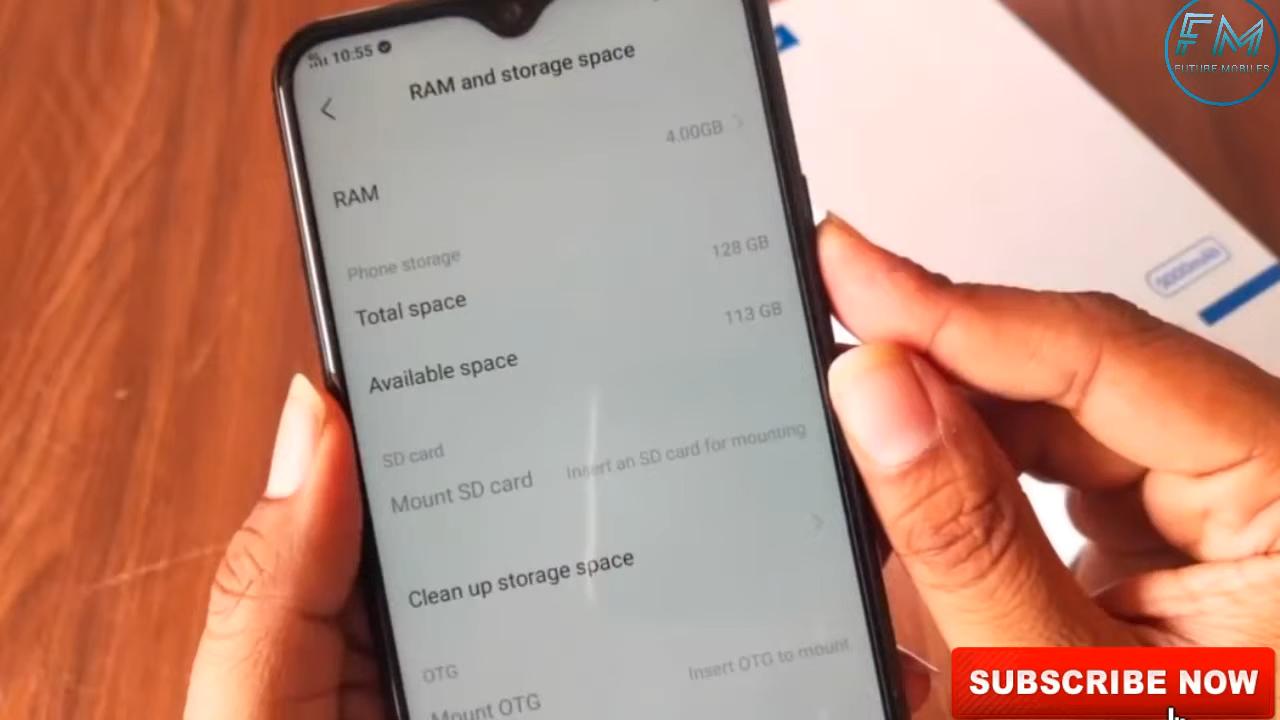 FM
FUTURE MOBILES
10:55
RAM and storage space
4.00GB
RAM
Phone storage
128 GB
Total space
113 GB
Available space
SD card
Insert an SD card for mounting
Mount SD card
Clean up storage space
OTG
Insert OTG to mount
Mount OTG
SUBSCRIBE NOW